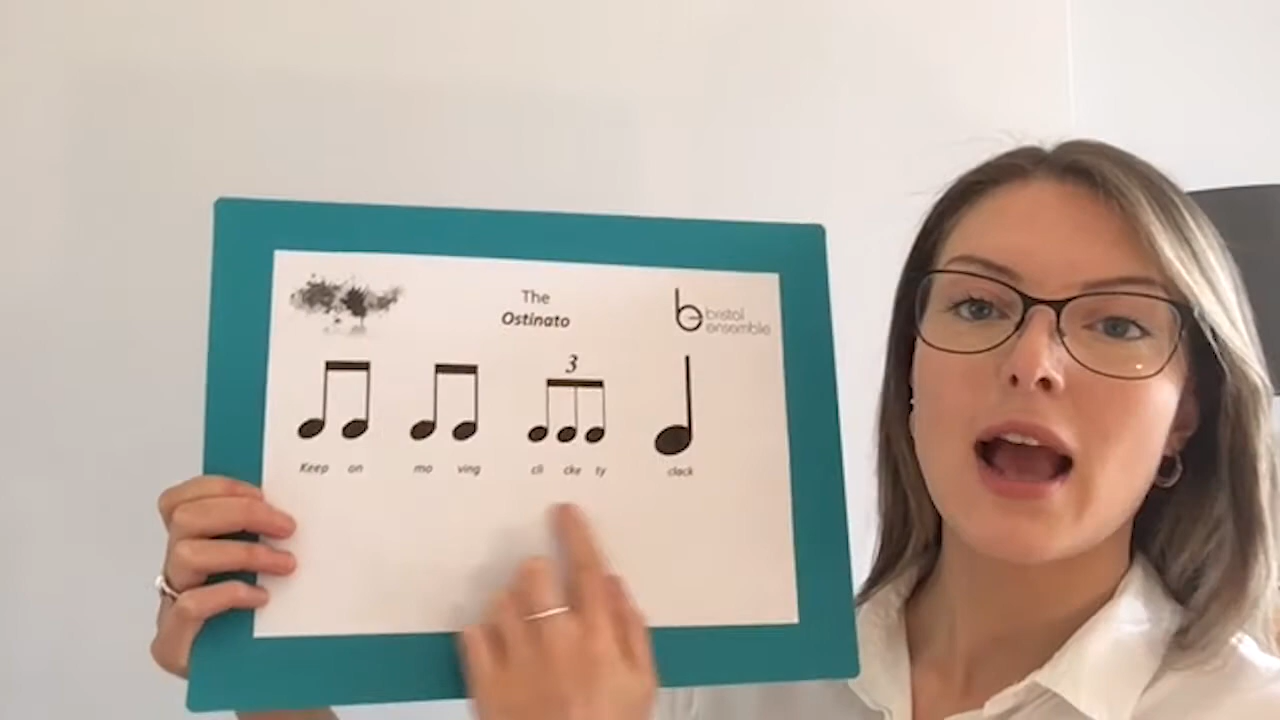 The
Ostinato
b bristol
ensemble
3
Keep on mo ving cli cke ty clack